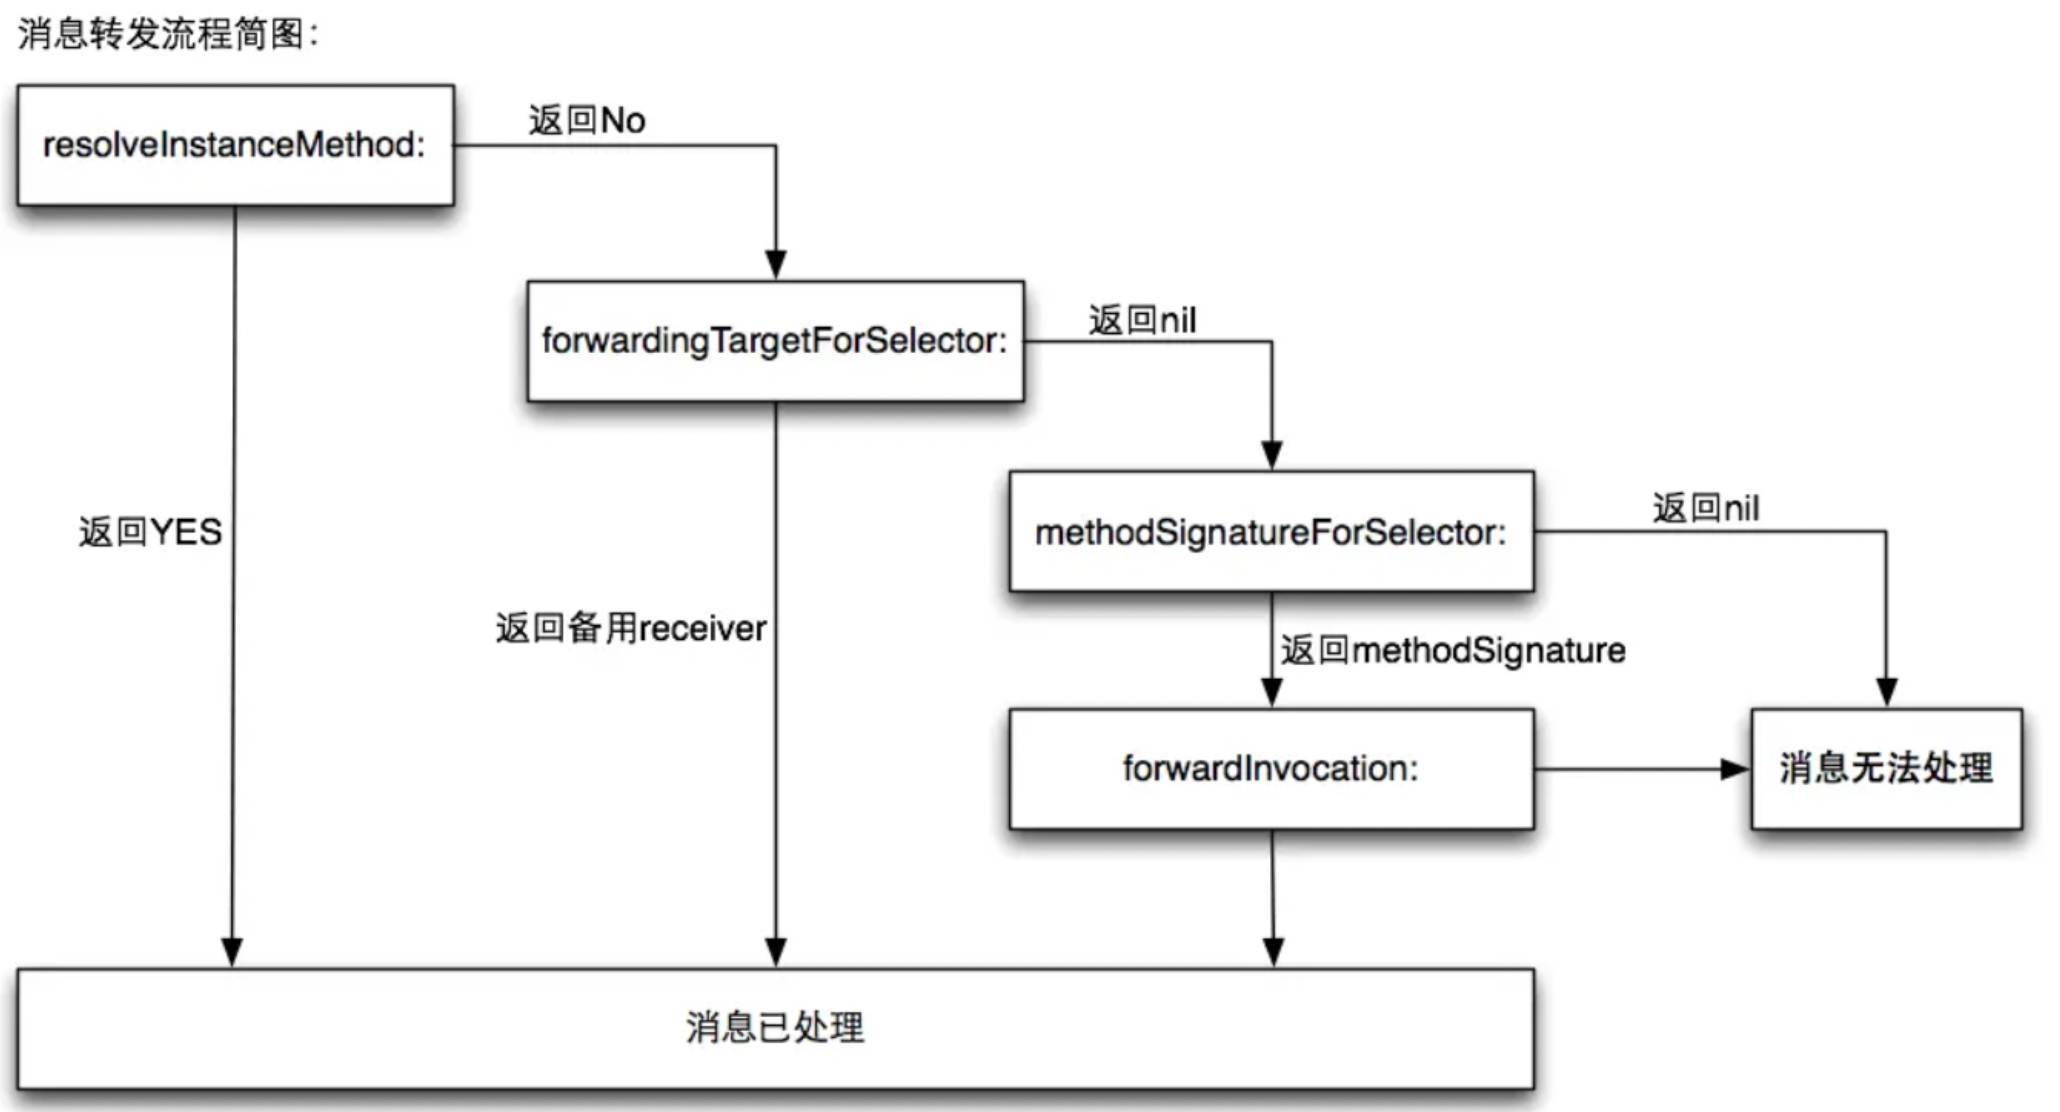 消息转发流程简图：
resolveInstanceMethod:
返回No
forwardingTargetForSelector:
返回nil
methodSignatureForSelector:
返回nil
返回YES
返回备用receiver
返回methodSignature
forwardInvocation:
消息无法处理
消息已处理